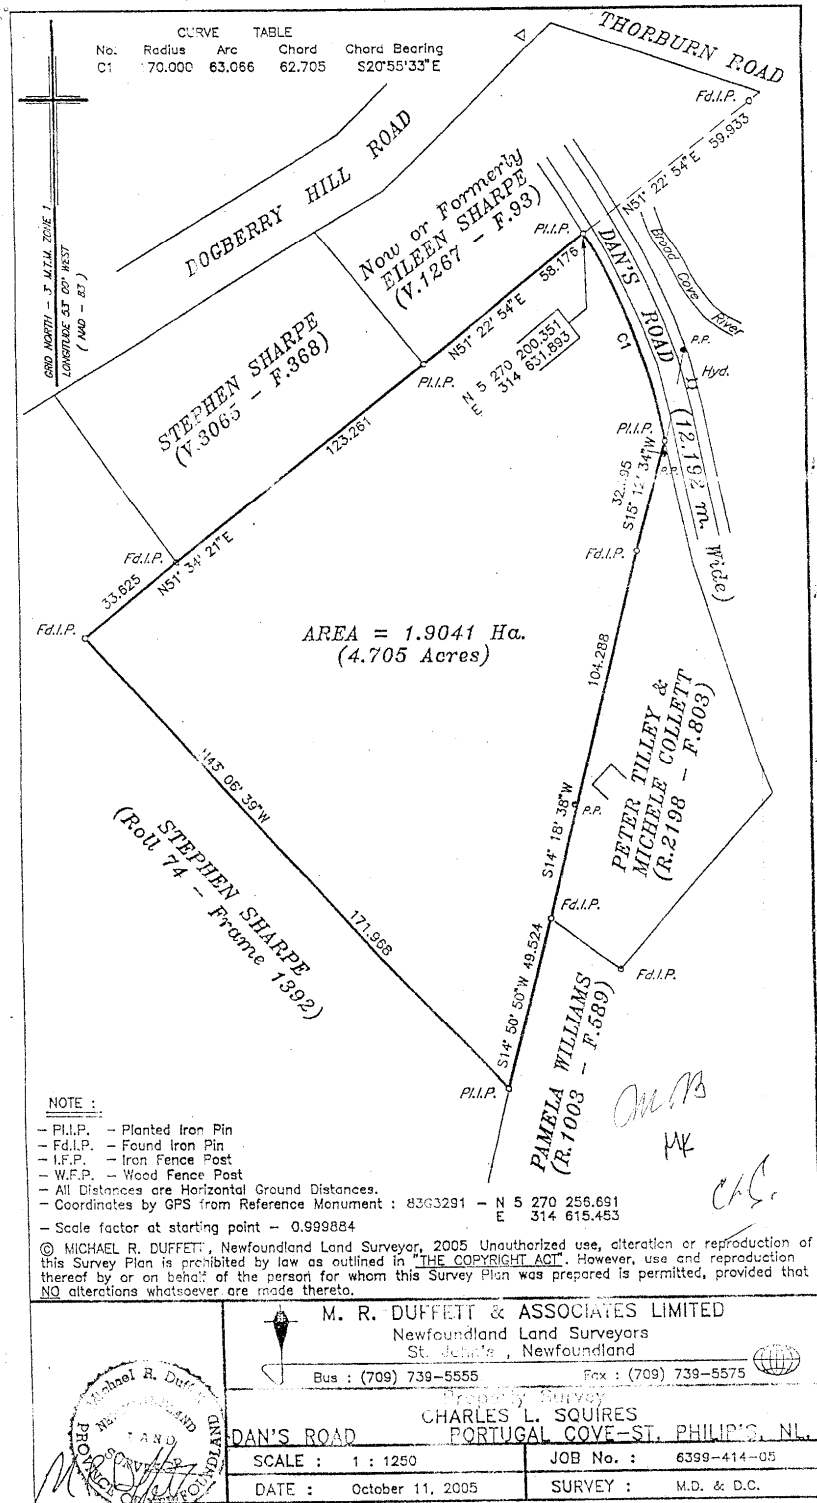 CURVE TABLE
No. Radius Arc Chord Chord Bearing
C1 70.000 63.066 62.705 S20°55'33"E
THORBURN ROAD
Fd.I.P.
N51° 22' 54"E 59.933
DOGBERRY HILL ROAD
GRID NORTH - 3° M.T.M. ZONE 1
LONGITUDE 53° 00' WEST
( NAD - 83 )
Now or Formerly
EILEEN SHARPE
(V.1267 - F.93)
Pl.I.P.
DAN'S ROAD
(12.192 m. Wide)
Broad Cove
River
58.176
N51° 22' 54"E
C1
P.P.
Hyd.
STEPHEN SHARPE
(V.3065 - F.368)
N 5 270 200.351
E 314 631.893
Pl.I.P.
123.261
Pl.I.P.
P.P.
S15° 12' 34"W
Fd.I.P.
N51° 34' 21"E
33.625
Fd.I.P.
Fd.I.P.
AREA = 1.9041 Ha.
(4.705 Acres)
104.288
S14° 18' 38"W
P.P.
PETER TILLEY &
MICHELE COLLETT
(R.2198 - F.803)
N43° 06' 39"W
171.968
STEPHEN SHARPE
(Roll 74 - Frame 1392)
Fd.I.P.
Fd.I.P.
S14° 50' 50"W 49.524
PAMELA WILLIAMS
(R.1003 - F.589)
Pl.I.P.
MK
NOTE :
- Pl.I.P. - Planted Iron Pin
- Fd.I.P. - Found Iron Pin
- I.F.P. - Iron Fence Post
- W.F.P. - Wood Fence Post
- All Distances are Horizontal Ground Distances.
- Coordinates by GPS from Reference Monument : 83G3291 - N 5 270 256.691
E 314 615.453
- Scale factor at starting point - 0.999884
© MICHAEL R. DUFFETT, Newfoundland Land Surveyor, 2005 Unauthorized use, alteration or reproduction of
this Survey Plan is prohibited by law as outlined in "THE COPYRIGHT ACT". However, use and reproduction
thereof by or on behalf of the person for whom this Survey Plan was prepared is permitted, provided that
NO alterations whatsoever are made thereto.
M. R. DUFFETT & ASSOCIATES LIMITED
Newfoundland Land Surveyors
St. John's , Newfoundland
Bus : (709) 739-5555 Fax : (709) 739-5575
Property Survey
CHARLES L. SQUIRES
DAN'S ROAD PORTUGAL COVE-ST. PHILIP'S, NL.
SCALE : 1 : 1250 JOB No. : 6399-414-05
DATE : October 11, 2005 SURVEY : M.D. & D.C.
Michael R. Duffett
NEWFOUNDLAND
LAND
SURVEYOR
PROVINCE OF NEWFOUNDLAND